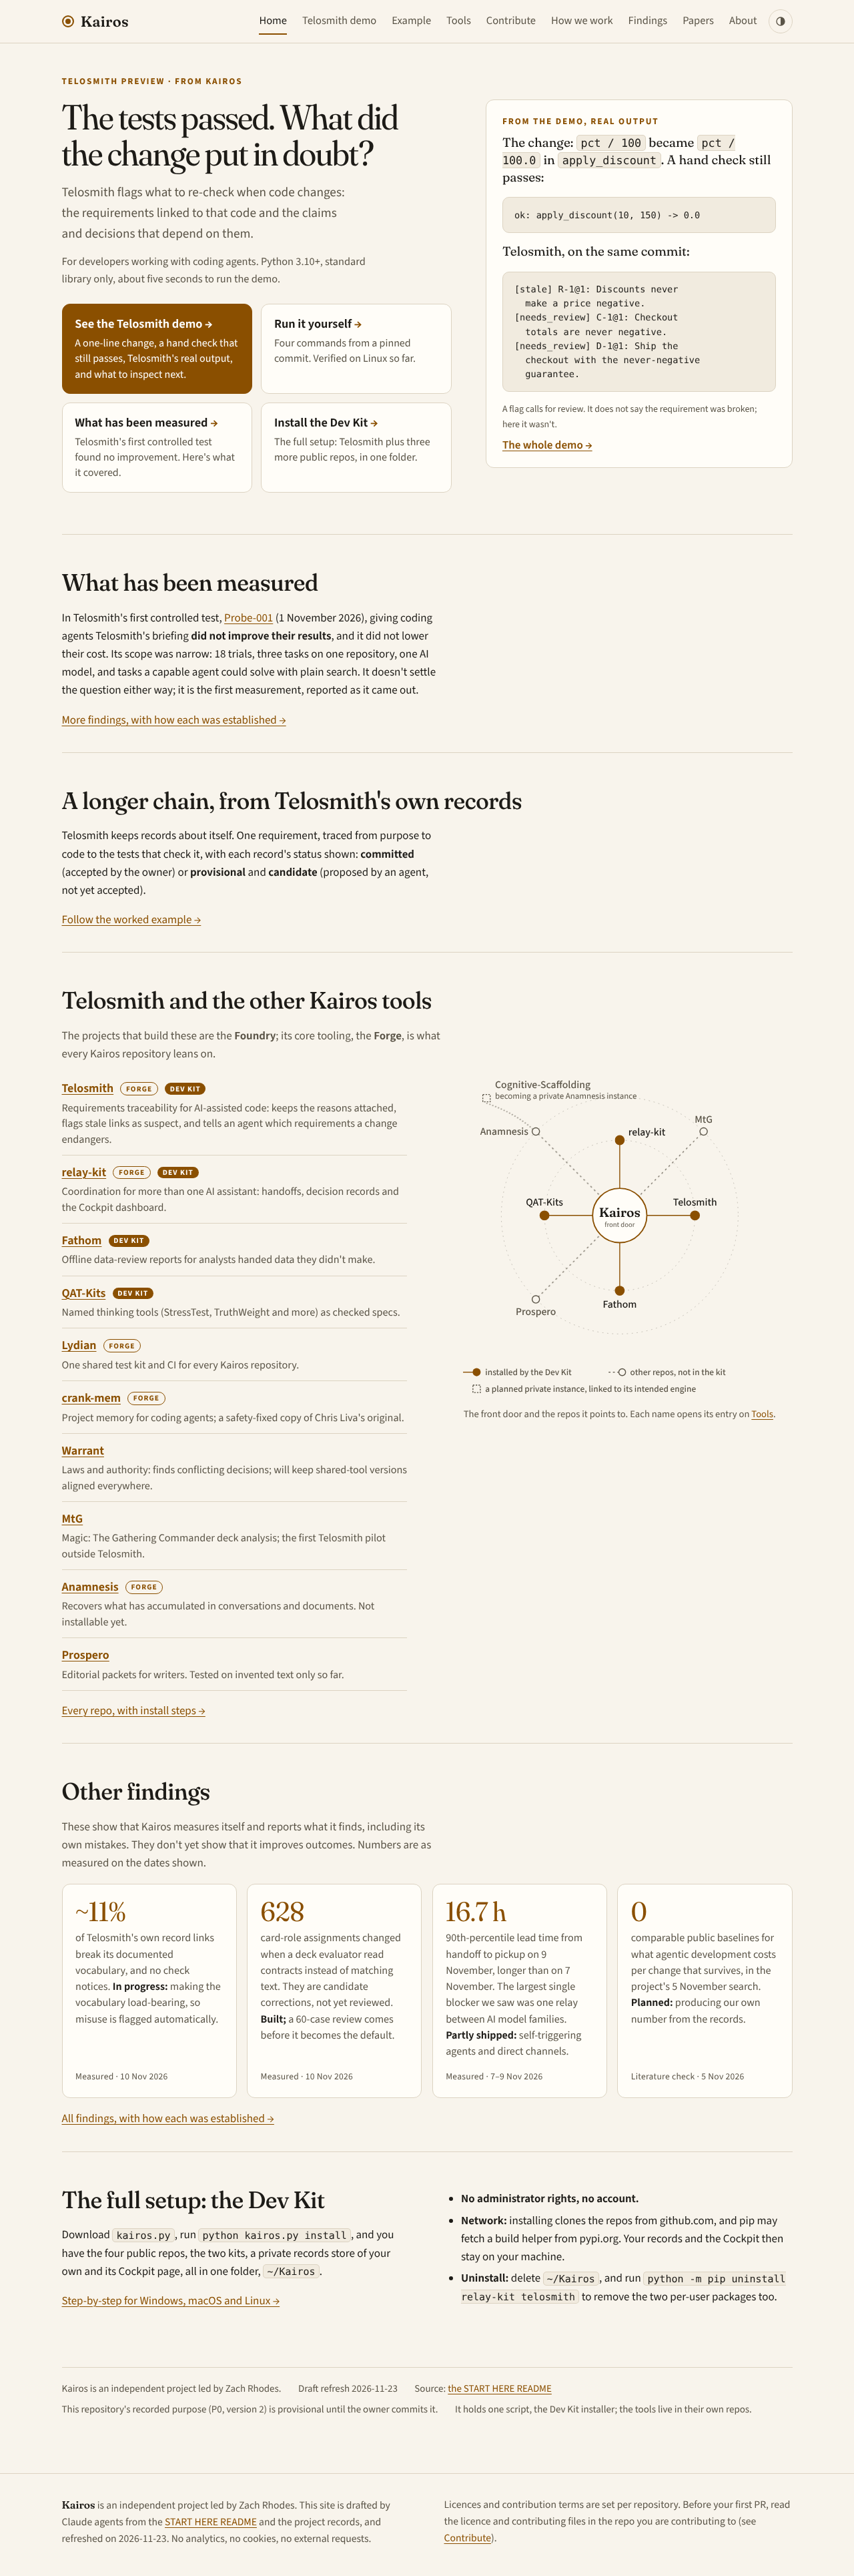 Kairos
Home Telosmith demo Example Tools Contribute How we work Findings Papers About
TELOSMITH PREVIEW · FROM KAIROS
The tests passed. What did
the change put in doubt?
Telosmith flags what to re-check when code changes:
the requirements linked to that code and the claims
and decisions that depend on them.
For developers working with coding agents. Python 3.10+, standard
library only, about five seconds to run the demo.
See the Telosmith demo →
A one-line change, a hand check that
still passes, Telosmith's real output,
and what to inspect next.
Run it yourself →
Four commands from a pinned
commit. Verified on Linux so far.
What has been measured →
Telosmith's first controlled test
found no improvement. Here's what
it covered.
Install the Dev Kit →
The full setup: Telosmith plus three
more public repos, in one folder.
FROM THE DEMO, REAL OUTPUT
The change: pct / 100 became pct /
100.0 in apply_discount. A hand check still
passes:
ok: apply_discount(10, 150) -> 0.0
Telosmith, on the same commit:
[stale] R-1@1: Discounts never
make a price negative.
[needs_review] C-1@1: Checkout
totals are never negative.
[needs_review] D-1@1: Ship the
checkout with the never-negative
guarantee.
A flag calls for review. It does not say the requirement was broken;
here it wasn't.
The whole demo →
What has been measured
In Telosmith's first controlled test, Probe-001 (1 November 2026), giving coding
agents Telosmith's briefing did not improve their results, and it did not lower
their cost. Its scope was narrow: 18 trials, three tasks on one repository, one AI
model, and tasks a capable agent could solve with plain search. It doesn't settle
the question either way; it is the first measurement, reported as it came out.
More findings, with how each was established →
A longer chain, from Telosmith's own records
Telosmith keeps records about itself. One requirement, traced from purpose to
code to the tests that check it, with each record's status shown: committed
(accepted by the owner) or provisional and candidate (proposed by an agent,
not yet accepted).
Follow the worked example →
Telosmith and the other Kairos tools
The projects that build these are the Foundry; its core tooling, the Forge, is what
every Kairos repository leans on.
Telosmith FORGE DEV KIT
Requirements traceability for AI-assisted code: keeps the reasons attached,
flags stale links as suspect, and tells an agent which requirements a change
endangers.
relay-kit FORGE DEV KIT
Coordination for more than one AI assistant: handoffs, decision records and
the Cockpit dashboard.
Fathom DEV KIT
Offline data-review reports for analysts handed data they didn't make.
QAT-Kits DEV KIT
Named thinking tools (StressTest, TruthWeight and more) as checked specs.
Lydian FORGE
One shared test kit and CI for every Kairos repository.
crank-mem FORGE
Project memory for coding agents; a safety-fixed copy of Chris Liva's original.
Warrant
Laws and authority: finds conflicting decisions; will keep shared-tool versions
aligned everywhere.
MtG
Magic: The Gathering Commander deck analysis; the first Telosmith pilot
outside Telosmith.
Anamnesis FORGE
Recovers what has accumulated in conversations and documents. Not
installable yet.
Prospero
Editorial packets for writers. Tested on invented text only so far.
Every repo, with install steps →
Cognitive-Scaffolding
becoming a private Anamnesis instance
Anamnesis
relay-kit
MtG
QAT-Kits
Kairos
front door
Telosmith
Prospero
Fathom
installed by the Dev Kit
other repos, not in the kit
a planned private instance, linked to its intended engine
The front door and the repos it points to. Each name opens its entry on Tools.
Other findings
These show that Kairos measures itself and reports what it finds, including its
own mistakes. They don't yet show that it improves outcomes. Numbers are as
measured on the dates shown.
~11%
of Telosmith's own record links
break its documented
vocabulary, and no check
notices. In progress: making the
vocabulary load-bearing, so
misuse is flagged automatically.
Measured · 10 Nov 2026
628
card-role assignments changed
when a deck evaluator read
contracts instead of matching
text. They are candidate
corrections, not yet reviewed.
Built; a 60-case review comes
before it becomes the default.
Measured · 10 Nov 2026
16.7 h
90th-percentile lead time from
handoff to pickup on 9
November, longer than on 7
November. The largest single
blocker we saw was one relay
between AI model families.
Partly shipped: self-triggering
agents and direct channels.
Measured · 7–9 Nov 2026
0
comparable public baselines for
what agentic development costs
per change that survives, in the
project's 5 November search.
Planned: producing our own
number from the records.
Literature check · 5 Nov 2026
All findings, with how each was established →
The full setup: the Dev Kit
Download kairos.py, run python kairos.py install, and you
have the four public repos, the two kits, a private records store of your
own and its Cockpit page, all in one folder, ~/Kairos.
Step-by-step for Windows, macOS and Linux →
No administrator rights, no account.
Network: installing clones the repos from github.com, and pip may
fetch a build helper from pypi.org. Your records and the Cockpit then
stay on your machine.
Uninstall: delete ~/Kairos, and run python -m pip uninstall
relay-kit telosmith to remove the two per-user packages too.
Kairos is an independent project led by Zach Rhodes. Draft refresh 2026-11-23 Source: the START HERE README
This repository's recorded purpose (P0, version 2) is provisional until the owner commits it. It holds one script, the Dev Kit installer; the tools live in their own repos.
Kairos is an independent project led by Zach Rhodes. This site is drafted by
Claude agents from the START HERE README and the project records, and
refreshed on 2026-11-23. No analytics, no cookies, no external requests.
Licences and contribution terms are set per repository. Before your first PR, read
the licence and contributing files in the repo you are contributing to (see
Contribute).